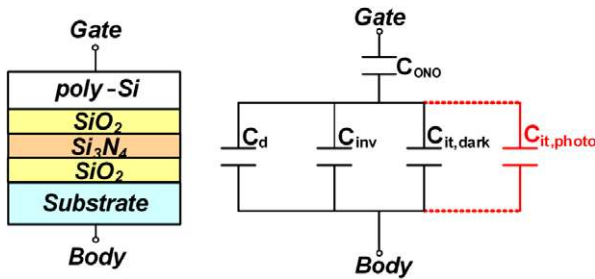 Gate
poly-Si
SiO2
Si3N4
SiO2
Substrate
Body
Gate
CONO
Cd
Cinv
Cit,dark
Cit,photo
Body